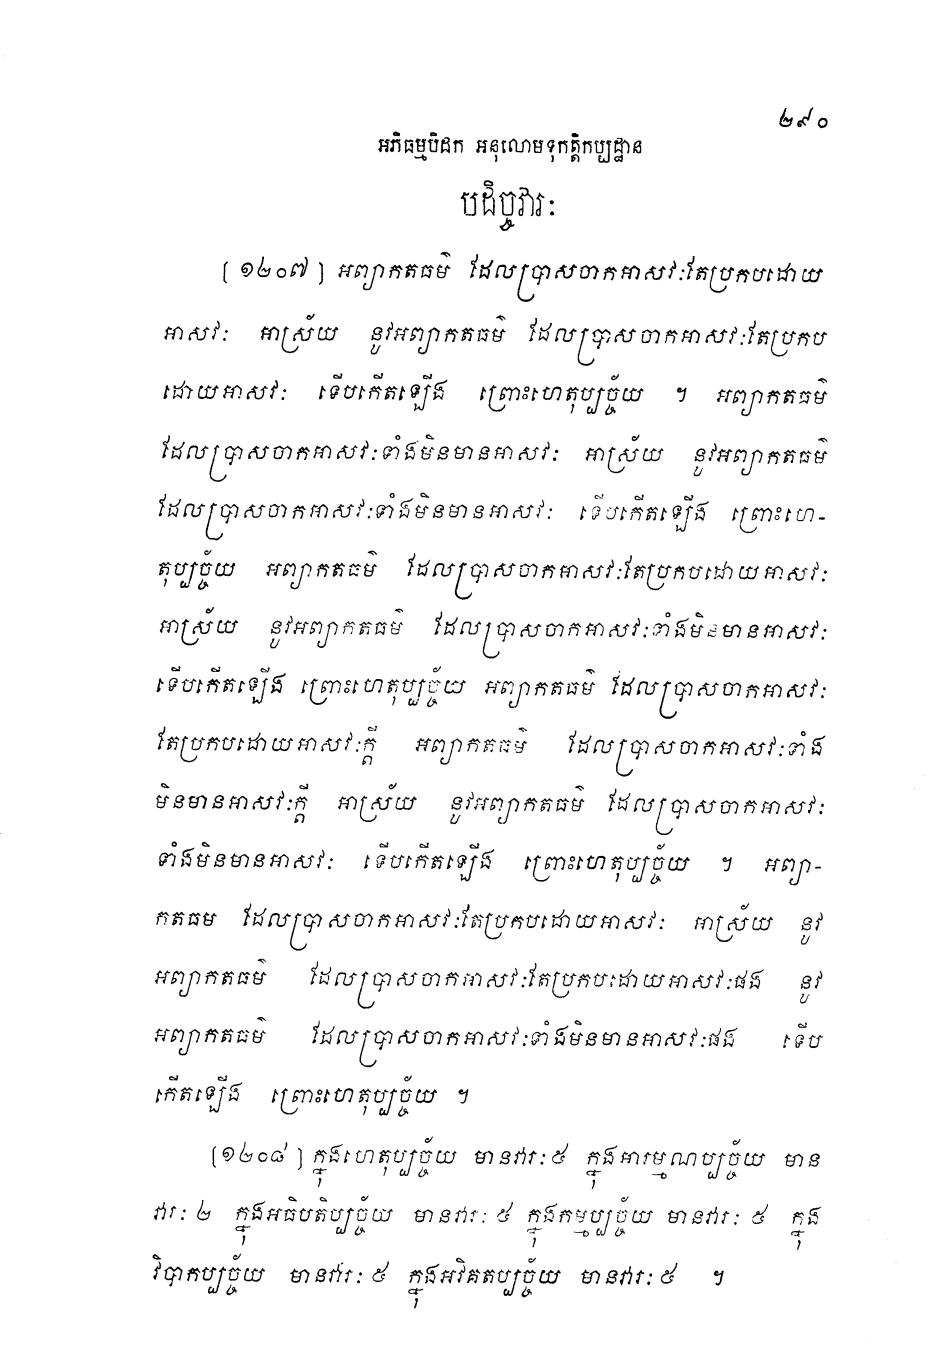 ២៩០
អភិធម្មបិដក អនុលោមទុកត្តិកប្បដ្ឋាន
បដិច្ចវារៈ
[ ១២០៧ ] អព្យាកតធម៌ ដែលប្រាសចាកអាសវៈតែប្រកបដោយ
អាសវៈ អាស្រ័យ នូវអព្យាកតធម៌ ដែលប្រាសចាកអាសវៈតែប្រកប
ដោយអាសវៈ ទើបកើតឡើង ព្រោះហេតុប្បច្ច័យ ។ អព្យាកតធម៌
ដែលប្រាសចាកអាសវៈទាំងមិនមានអាសវៈ អាស្រ័យ នូវអព្យាកតធម៌
ដែលប្រាសចាកអាសវៈទាំងមិនមានអាសវៈ ទើបកើតឡើង ព្រោះហេ-
តុប្បច្ច័យ អព្យាកតធម៌ ដែលប្រាសចាកអាសវៈតែប្រកបដោយអាសវៈ
អាស្រ័យ នូវអព្យាកតធម៌ ដែលប្រាសចាកអាសវៈទាំងមិនមានអាសវៈ
ទើបកើតឡើង ព្រោះហេតុប្បច្ច័យ អព្យាកតធម៌ ដែលប្រាសចាកអាសវៈ
តែប្រកបដោយអាសវៈក្តី អព្យាកតធម៌ ដែលប្រាសចាកអាសវៈទាំង
មិនមានអាសវៈក្តី អាស្រ័យ នូវអព្យាកតធម៌ ដែលប្រាសចាកអាសវៈ
ទាំងមិនមានអាសវៈ ទើបកើតឡើង ព្រោះហេតុប្បច្ច័យ ។ អព្យា-
កតធម ដែលប្រាសចាកអាសវៈតែប្រកបដោយអាសវៈ អាស្រ័យ នូវ
អព្យាកតធម៌ ដែលប្រាសចាកអាសវៈតែប្រកបដោយអាសវៈផង នូវ
អព្យាកតធម៌ ដែលប្រាសចាកអាសវៈទាំងមិនមានអាសវៈផង ទើប
កើតឡើង ព្រោះហេតុប្បច្ច័យ ។
[១២០៨ ] ក្នុងហេតុប្បច្ច័យ មានវារៈ ៥ ក្នុងអារម្មណប្បច្ច័យ មាន
វារៈ ២ ក្នុងអធិបតិប្បច្ច័យ មានវារៈ ៥ ក្នុងកម្មប្បច្ច័យ មានវារៈ ៥ ក្នុង
វិបាកប្បច្ច័យ មានវារៈ ៥ ក្នុងអវិគតប្បច្ច័យ មានវារៈ ៥ ។